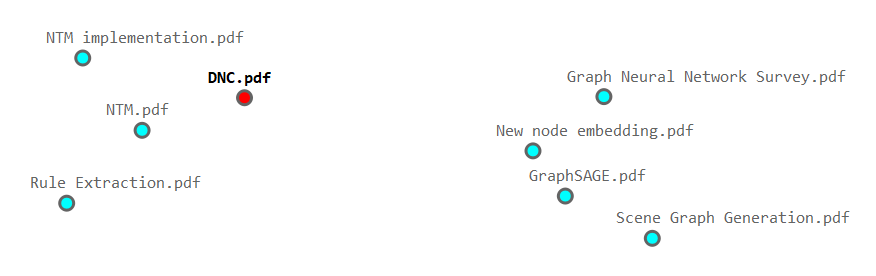 NTM implementation.pdf
DNC.pdf
Graph Neural Network Survey.pdf
NTM.pdf
New node embedding.pdf
GraphSAGE.pdf
Rule Extraction.pdf
Scene Graph Generation.pdf